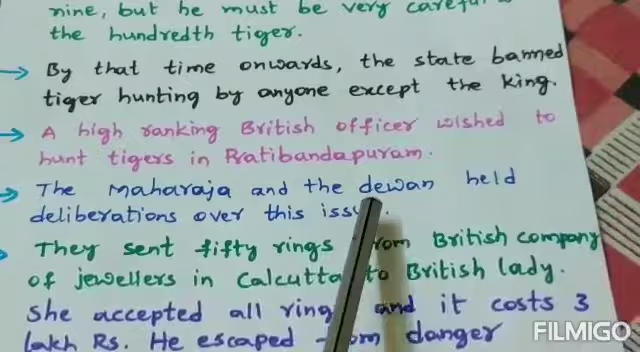 nine, but he must be very careful
the hundredth tiger.
→ By that time onwards, the state banned
tiger hunting by anyone except the king.
→ A high ranking British officer wished to
hunt tigers in Pratibandapuram.
→ The Maharaja and the dewan held
deliberations over this issue.
They sent fifty rings from British company
of jewellers in Calcutta to British lady.
She accepted all rings and it costs 3
lakh Rs. He escaped from danger
FILMIGO